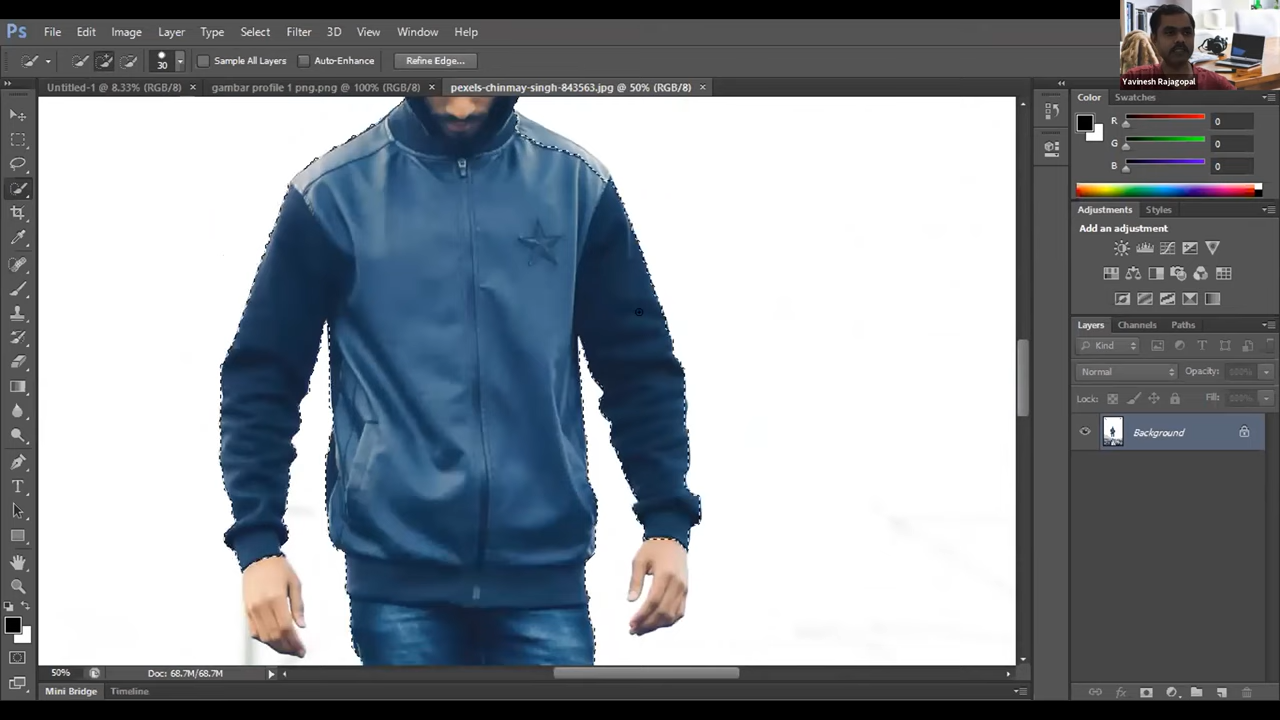 Ps File Edit Image Layer Type Select Filter 3D View Window Help
30 Sample All Layers Auto-Enhance Refine Edge...
Yavinesh Rajagopal
Untitled-1 @ 8.33% (RGB/8) × gambar profile 1 png.png @ 100% (RGB/8) × pexels-chinmay-singh-843563.jpg @ 50% (RGB/8) ×
Color Swatches
R 0
G 0
B 0
Adjustments Styles
Add an adjustment
Layers Channels Paths
Kind
Normal Opacity:
Lock: Fill:
Background
50% Doc: 68.7M/68.7M
Mini Bridge Timeline